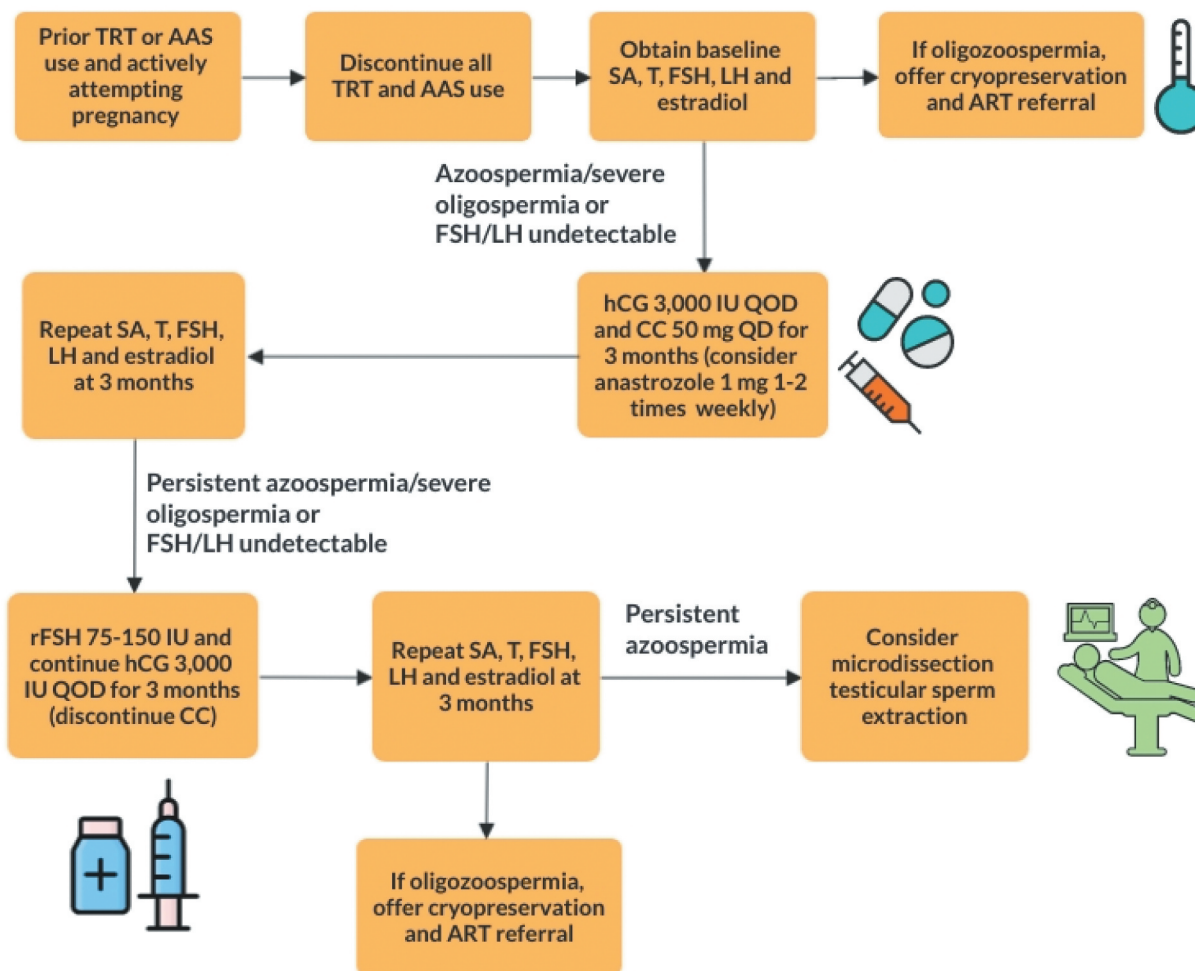 Prior TRT or AAS
use and actively
attempting
pregnancy
Discontinue all
TRT and AAS use
Obtain baseline
SA, T, FSH, LH and
estradiol
If oligozoospermia,
offer cryopreservation
and ART referral
Azoospermia/severe
oligospermia or
FSH/LH undetectable
hCG 3,000 IU QOD
and CC 50 mg QD for
3 months (consider
anastrozole 1 mg 1-2
times weekly)
Repeat SA, T, FSH,
LH and estradiol
at 3 months
Persistent azoospermia/severe
oligospermia or
FSH/LH undetectable
rFSH 75-150 IU and
continue hCG 3,000
IU QOD for 3 months
(discontinue CC)
Repeat SA, T, FSH,
LH and estradiol at
3 months
Persistent
azoospermia
Consider
microdissection
testicular sperm
extraction
If oligozoospermia,
offer cryopreservation
and ART referral